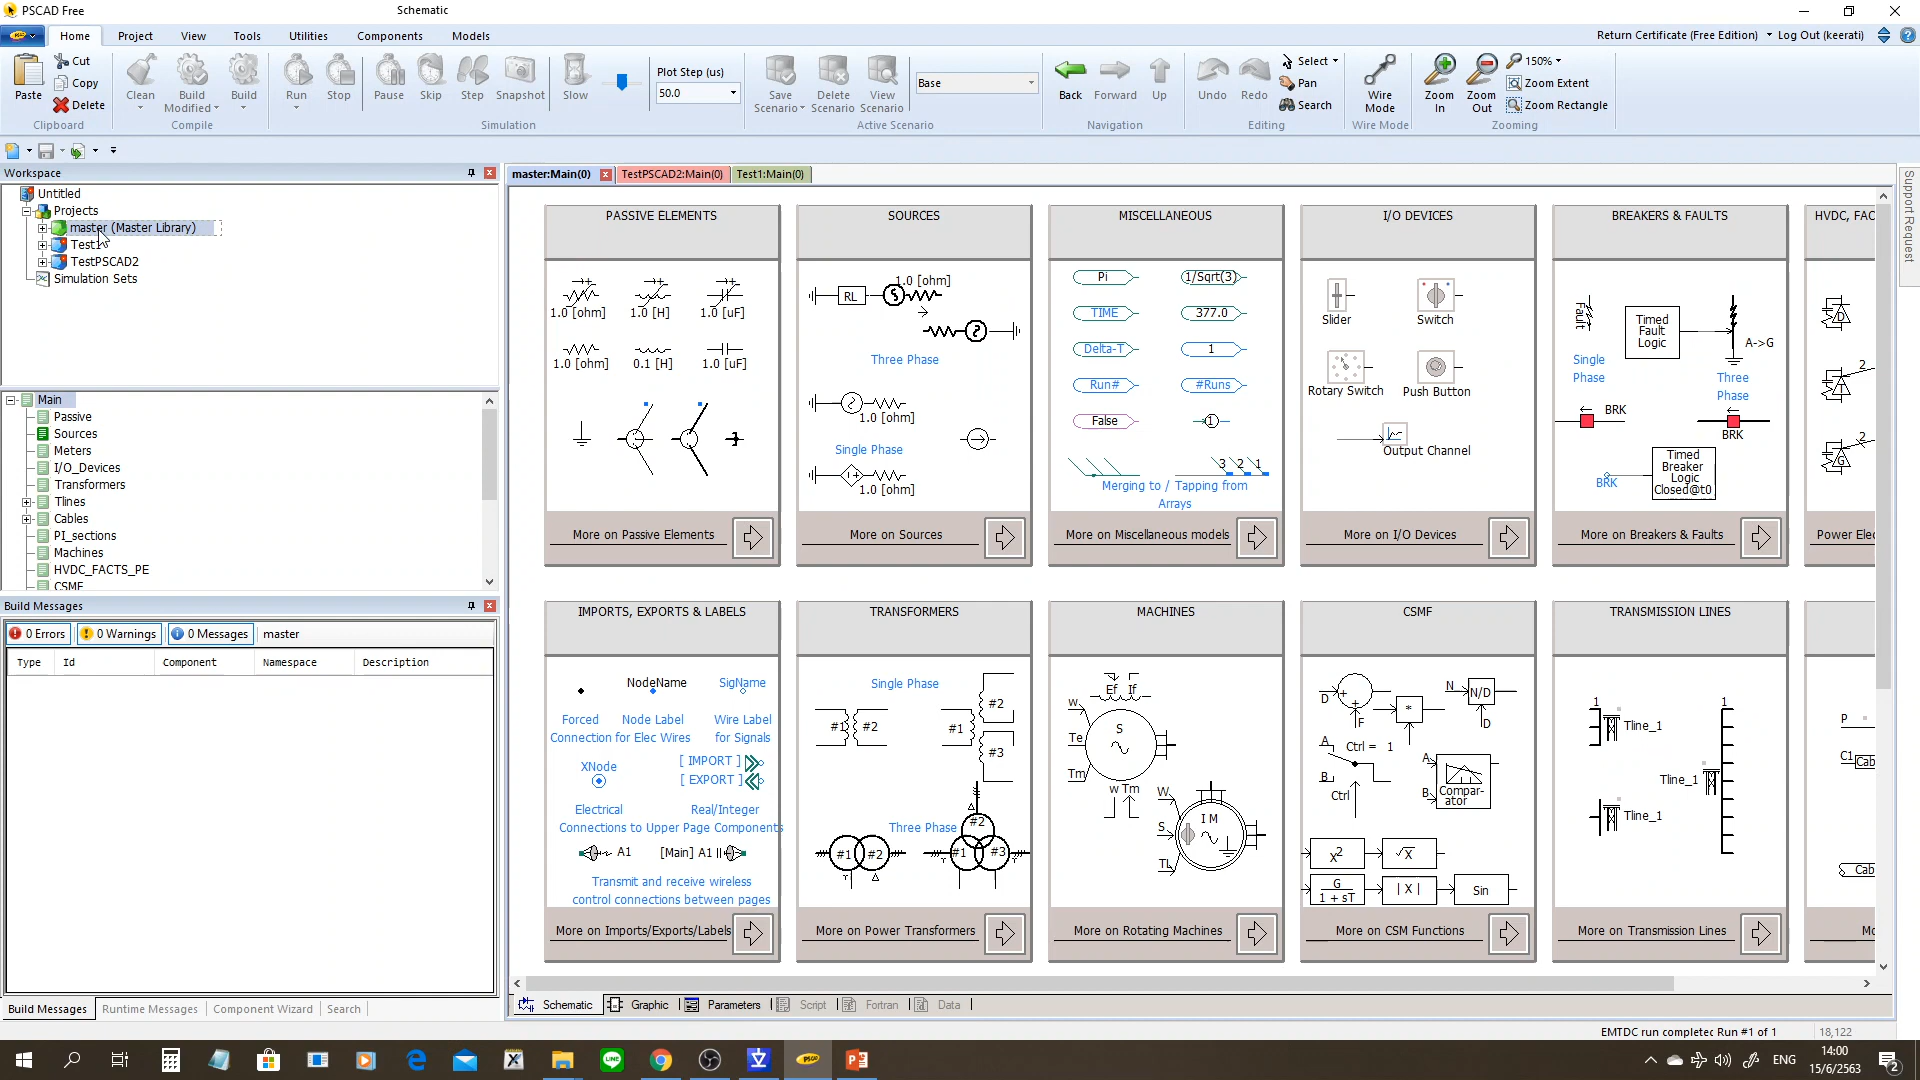 PSCAD Free
Schematic
Home
Project
View
Tools
Utilities
Components
Models
Return Certificate (Free Edition)
Log Out (keerati)
Paste
Cut
Copy
Delete
Clipboard
Clean
Build
Modified
Build
Compile
Run
Stop
Pause
Skip
Step
Snapshot
Slow
Plot Step (us)
50.0
Simulation
Save
Scenario
Delete
Scenario
View
Scenario
Base
Active Scenario
Back
Forward
Up
Navigation
Undo
Redo
Select
Pan
Search
Editing
Wire
Mode
Wire Mode
Zoom
In
Zoom
Out
150%
Zoom Extent
Zoom Rectangle
Zooming
Workspace
Untitled
Projects
master (Master Library)
Test1
TestPSCAD2
Simulation Sets
Main
Passive
Sources
Meters
I/O_Devices
Transformers
Tlines
Cables
PI_sections
Machines
HVDC_FACTS_PE
CSMF
Build Messages
0 Errors
0 Warnings
0 Messages
master
Type
Id
Component
Namespace
Description
Build Messages
Runtime Messages
Component Wizard
Search
master:Main(0)
TestPSCAD2:Main(0)
Test1:Main(0)
Support Request
PASSIVE ELEMENTS
1.0 [ohm]
1.0 [H]
1.0 [uF]
1.0 [ohm]
0.1 [H]
1.0 [uF]
More on Passive Elements
SOURCES
1.0 [ohm]
RL
Three Phase
1.0 [ohm]
Single Phase
1.0 [ohm]
More on Sources
MISCELLANEOUS
Pi
1/Sqrt(3)
TIME
377.0
Delta-T
1
Run#
#Runs
False
1
3 2 1
Merging to / Tapping from
Arrays
More on Miscellaneous models
I/O DEVICES
Slider
Switch
Rotary Switch
Push Button
Output Channel
More on I/O Devices
BREAKERS & FAULTS
Fault
Timed
Fault
Logic
A->G
Single
Phase
Three
Phase
BRK
BRK
Timed
Breaker
Logic
Closed@t0
BRK
More on Breakers & Faults
HVDC, FAC
D
2
2
G
Power Elec
IMPORTS, EXPORTS & LABELS
NodeName
SigName
Forced
Connection for Elec Wires
Node Label
Wire Label
for Signals
XNode
[ IMPORT ]
[ EXPORT ]
Electrical
Real/Integer
Connections to Upper Page Components
A1
[Main] A1
Transmit and receive wireless
control connections between pages
More on Imports/Exports/Labels
TRANSFORMERS
Single Phase
#1
#2
#1
#2
#3
Three Phase
#1
#2
#2
#1
#3
More on Power Transformers
MACHINES
Ef
If
w
S
Te
Tm
w Tm
W
S
I M
TL
More on Rotating Machines
CSMF
D
+
+
F
*
N
N/D
D
A
B
Ctrl = 1
Ctrl
A
B
Compar-
ator
X2
√X
G
1 + sT
| X |
Sin
More on CSM Functions
TRANSMISSION LINES
1
Tline_1
1
Tline_1
Tline_1
More on Transmission Lines
P
C1
Cab
Cab
Mo
Schematic
Graphic
Parameters
Script
Fortran
Data
EMTDC run completed
Run #1 of 1
18,122
ENG
14:00
15/6/2563
2